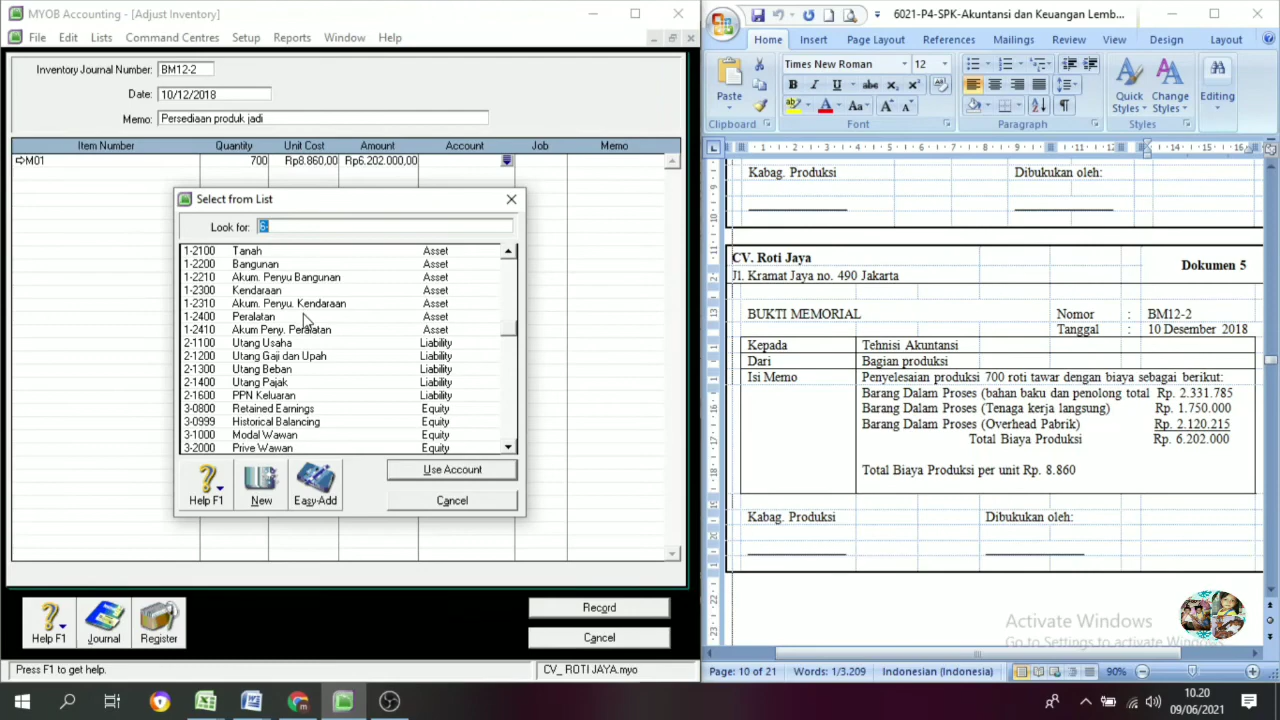 MYOB Accounting - [Adjust Inventory]
File Edit Lists Command Centres Setup Reports Window Help
Inventory Journal Number: BM12-2
Date: 10/12/2018
Memo: Persediaan produk jadi
Item Number Quantity Unit Cost Amount Account Job Memo
M01 700 Rp8.860,00 Rp6.202.000,00
Select from List
Look for: 6-
1-2100 Tanah Asset
1-2200 Bangunan Asset
1-2210 Akum. Penyu Bangunan Asset
1-2300 Kendaraan Asset
1-2310 Akum. Penyu. Kendaraan Asset
1-2400 Peralatan Asset
1-2410 Akum Peny. Peralatan Asset
2-1100 Utang Usaha Liability
2-1200 Utang Gaji dan Upah Liability
2-1300 Utang Beban Liability
2-1400 Utang Pajak Liability
2-1600 PPN Keluaran Liability
3-0800 Retained Earnings Equity
3-0999 Historical Balancing Equity
3-1000 Modal Wawan Equity
3-2000 Prive Wawan Equity
Help F1 New Easy-Add
Use Account
Cancel
Record
Cancel
Help F1 Journal Register
Press F1 to get help. CV_ ROTI JAYA.myo
6021-P4-SPK-Akuntansi dan Keuangan Lemb...
Home Insert Page Layout References Mailings Review View Design Layout
Times New Roman 12
Paste
Quick Styles Change Styles Editing
Clipboard Font Paragraph Styles
Kabag. Produksi Dibukukan oleh:
CV. Roti Jaya
Jl. Kramat Jaya no. 490 Jakarta
Dokumen 5
BUKTI MEMORIAL
Nomor : BM12-2
Tanggal : 10 Desember 2018
Kepada Tehnisi Akuntansi
Dari Bagian produksi
Isi Memo Penyelesaian produksi 700 roti tawar dengan biaya sebagai berikut:
Barang Dalam Proses (bahan baku dan penolong total Rp. 2.331.785
Barang Dalam Proses (Tenaga kerja langsung) Rp. 1.750.000
Barang Dalam Proses (Overhead Pabrik) Rp. 2.120.215
Total Biaya Produksi Rp. 6.202.000
Total Biaya Produksi per unit Rp. 8.860
Kabag. Produksi Dibukukan oleh:
Activate Windows
Go to Settings to activate Windows.
Page: 10 of 21 Words: 1/3.209 Indonesian (Indonesia) 90%
10.20
09/06/2021